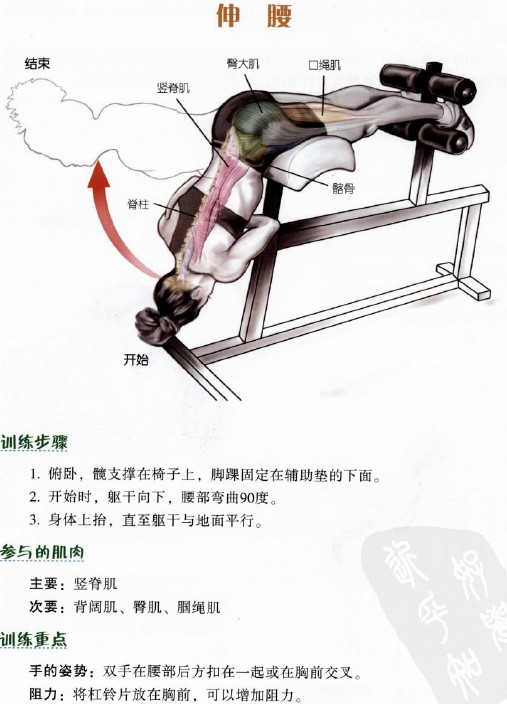 伸 腰
结束
臀大肌
口绳肌
竖脊肌
髂骨
脊柱
开始
训练步骤
1. 俯卧，髋支撑在椅子上，脚踝固定在辅助垫的下面。
2. 开始时，躯干向下，腰部弯曲90度。
3. 身体上抬，直至躯干与地面平行。
参与的肌肉
主要：竖脊肌
次要：背阔肌、臀肌、腘绳肌
训练重点
手的姿势：双手在腰部后方扣在一起或在胸前交叉。
阻力：将杠铃片放在胸前，可以增加阻力。